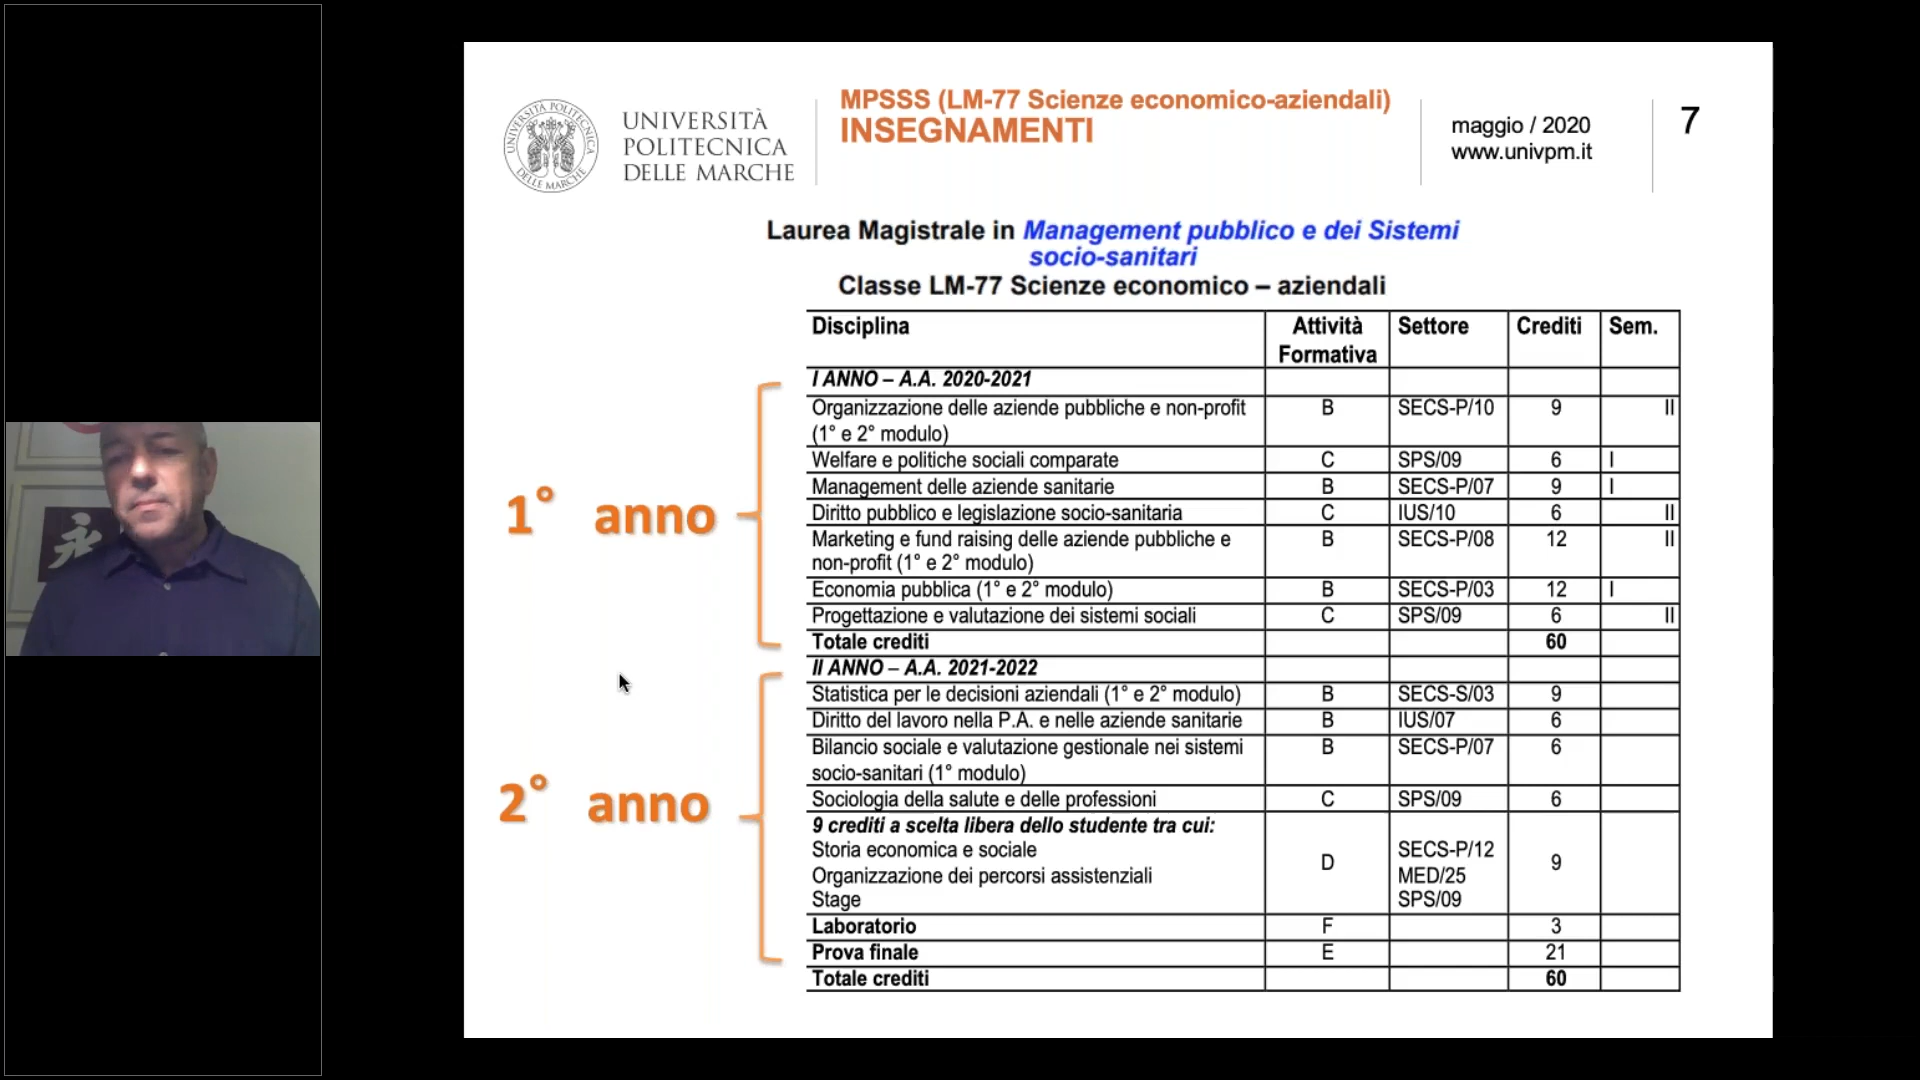 UNIVERSITÀ POLITECNICA
DELLE MARCHE
UNIVERSITÀ
POLITECNICA
DELLE MARCHE
MPSSS (LM-77 Scienze economico-aziendali)
INSEGNAMENTI
maggio / 2020
www.univpm.it
7
Laurea Magistrale in Management pubblico e dei Sistemi
socio-sanitari
Classe LM-77 Scienze economico – aziendali
Disciplina Attività Formativa Settore Crediti Sem.
1° anno
I ANNO – A.A. 2020-2021
Organizzazione delle aziende pubbliche e non-profit B SECS-P/10 9 II
(1° e 2° modulo)
Welfare e politiche sociali comparate C SPS/09 6 I
Management delle aziende sanitarie B SECS-P/07 9 I
Diritto pubblico e legislazione socio-sanitaria C IUS/10 6 II
Marketing e fund raising delle aziende pubbliche e B SECS-P/08 12 II
non-profit (1° e 2° modulo)
Economia pubblica (1° e 2° modulo) B SECS-P/03 12 I
Progettazione e valutazione dei sistemi sociali C SPS/09 6 II
Totale crediti 60
2° anno
II ANNO – A.A. 2021-2022
Statistica per le decisioni aziendali (1° e 2° modulo) B SECS-S/03 9
Diritto del lavoro nella P.A. e nelle aziende sanitarie B IUS/07 6
Bilancio sociale e valutazione gestionale nei sistemi B SECS-P/07 6
socio-sanitari (1° modulo)
Sociologia della salute e delle professioni C SPS/09 6
9 crediti a scelta libera dello studente tra cui:
Storia economica e sociale SECS-P/12
Organizzazione dei percorsi assistenziali D MED/25 9
Stage SPS/09
Laboratorio F 3
Prova finale E 21
Totale crediti 60
永